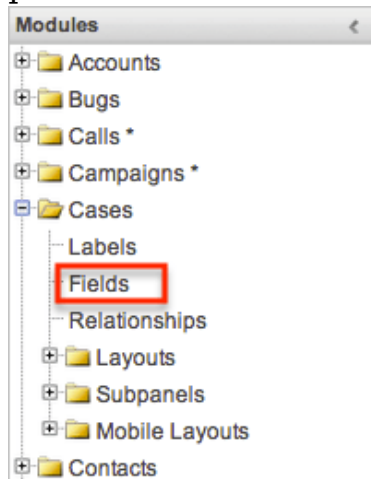 Modules
Accounts
Bugs
Calls *
Campaigns *
Cases
Labels
Fields
Relationships
Layouts
Subpanels
Mobile Layouts
Contacts